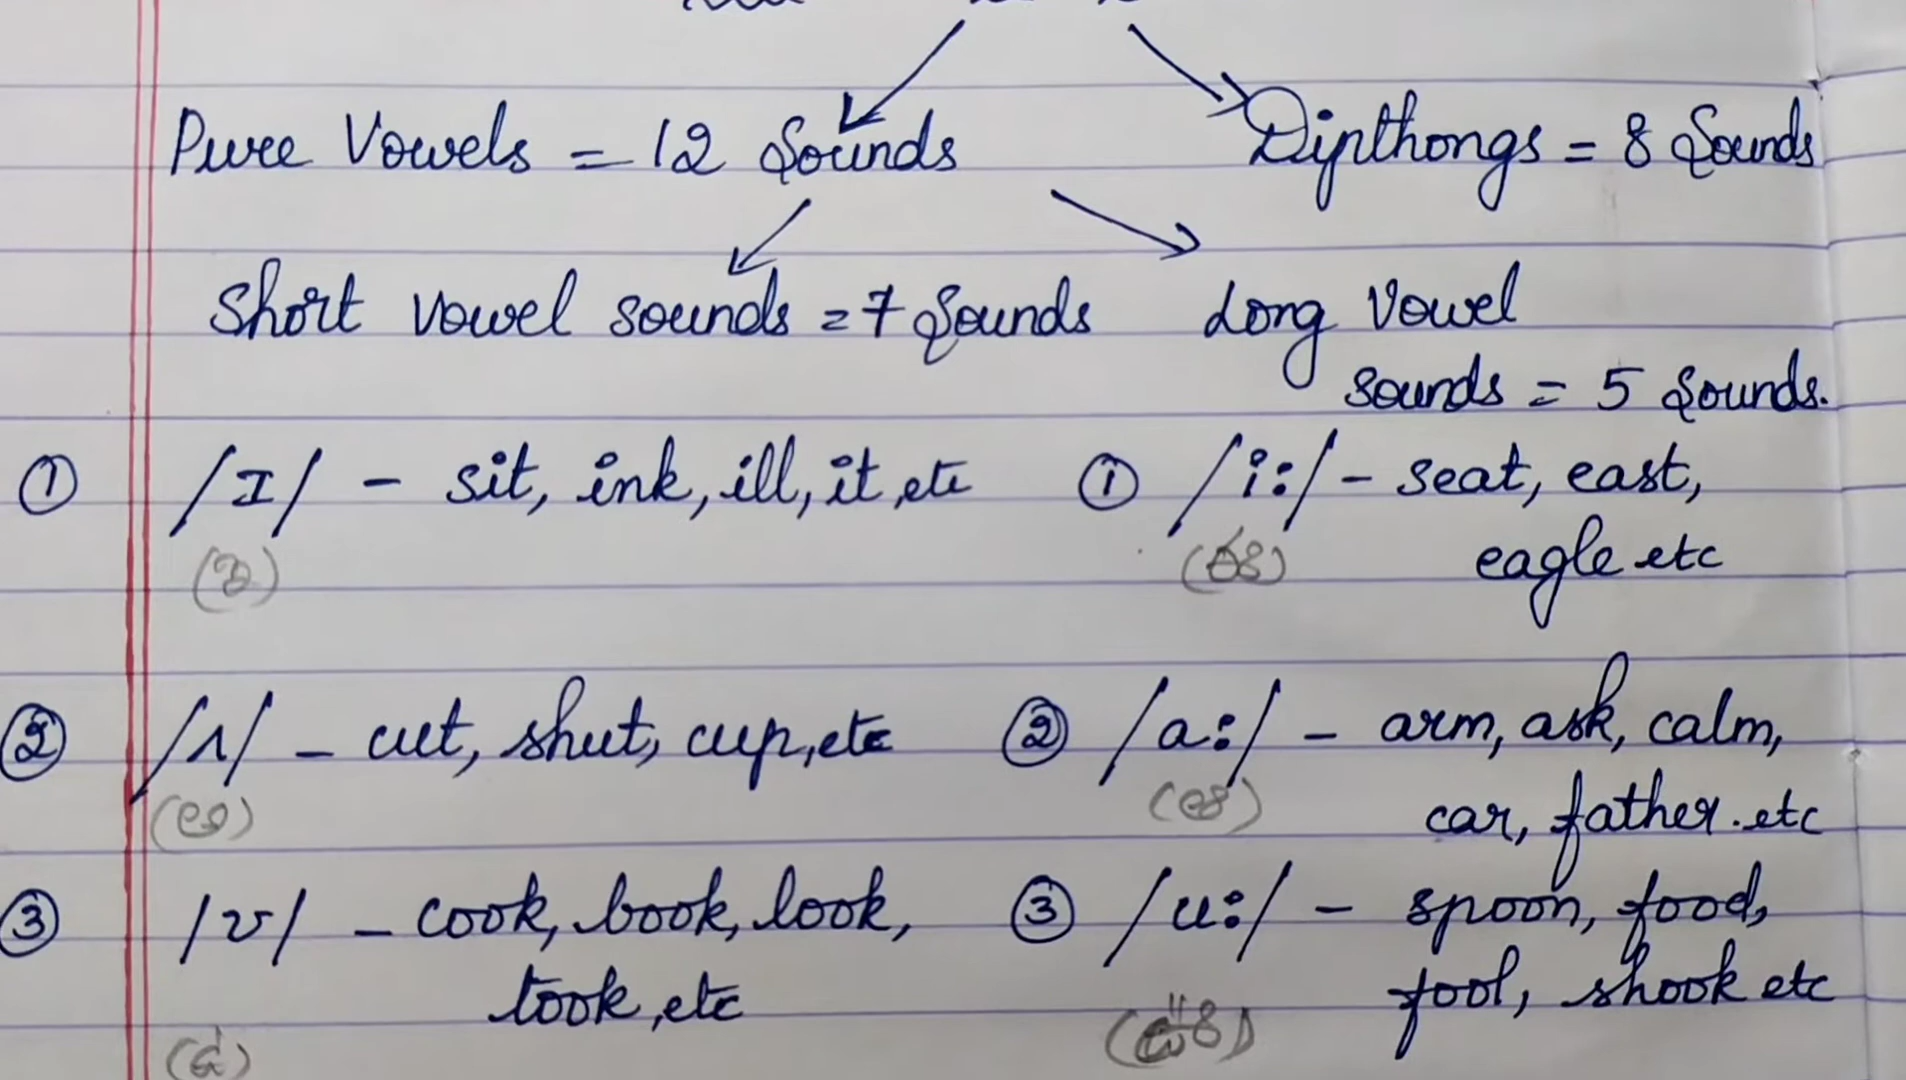 Pure Vowels = 12 Sounds
Dipthongs = 8 Sounds
Short vowel sounds = 7 Sounds
Long Vowel
sounds = 5 Sounds.
① /I/ - sit, ink, ill, it, etc
① /i:/ - seat, east,
eagle etc
② /ʌ/ - cut, shut, cup, etc
② /a:/ - arm, ask, calm,
car, father. etc
③ /ʊ/ - cook, book, look,
took, etc
③ /u:/ - spoon, food,
fool, shook etc